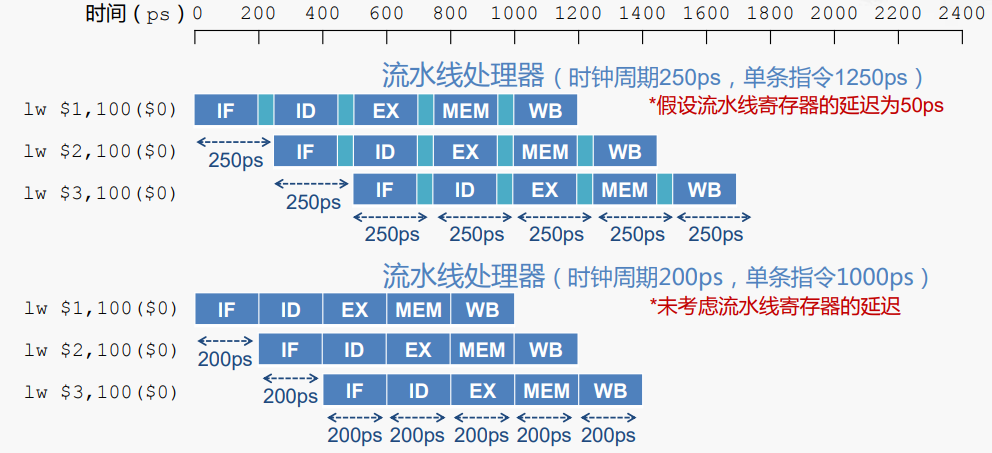 时间（ps） 0 200 400 600 800 1000 1200 1400 1600 1800 2000 2200 2400
流水线处理器（时钟周期250ps，单条指令1250ps）
*假设流水线寄存器的延迟为50ps
lw $1,100($0) IF ID EX MEM WB
250ps
lw $2,100($0) IF ID EX MEM WB
250ps
lw $3,100($0) IF ID EX MEM WB
250ps 250ps 250ps 250ps 250ps
流水线处理器（时钟周期200ps，单条指令1000ps）
*未考虑流水线寄存器的延迟
lw $1,100($0) IF ID EX MEM WB
200ps
lw $2,100($0) IF ID EX MEM WB
200ps
lw $3,100($0) IF ID EX MEM WB
200ps 200ps 200ps 200ps 200ps